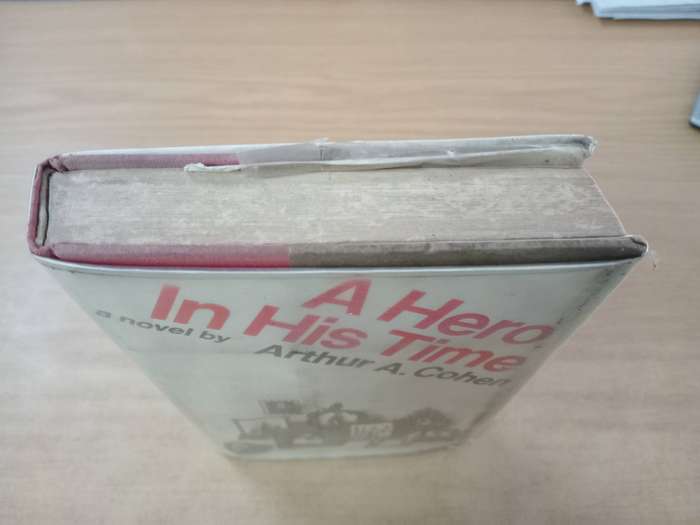 A Hero
In His Time
a novel by
Arthur A. Cohen